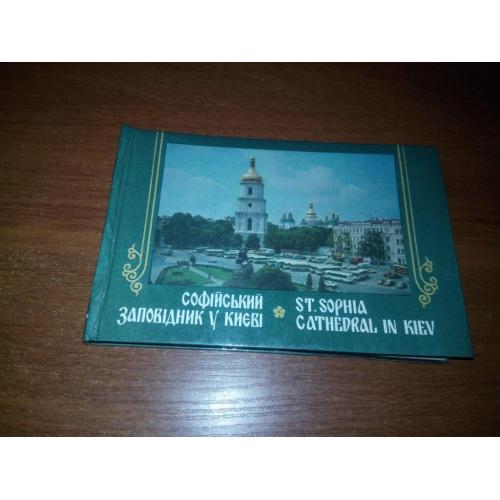 СОФІЙСЬКИЙ
ЗАПОВІДНИК У КИЄВІ
ST. SOPHIA
CATHEDRAL IN KIEV